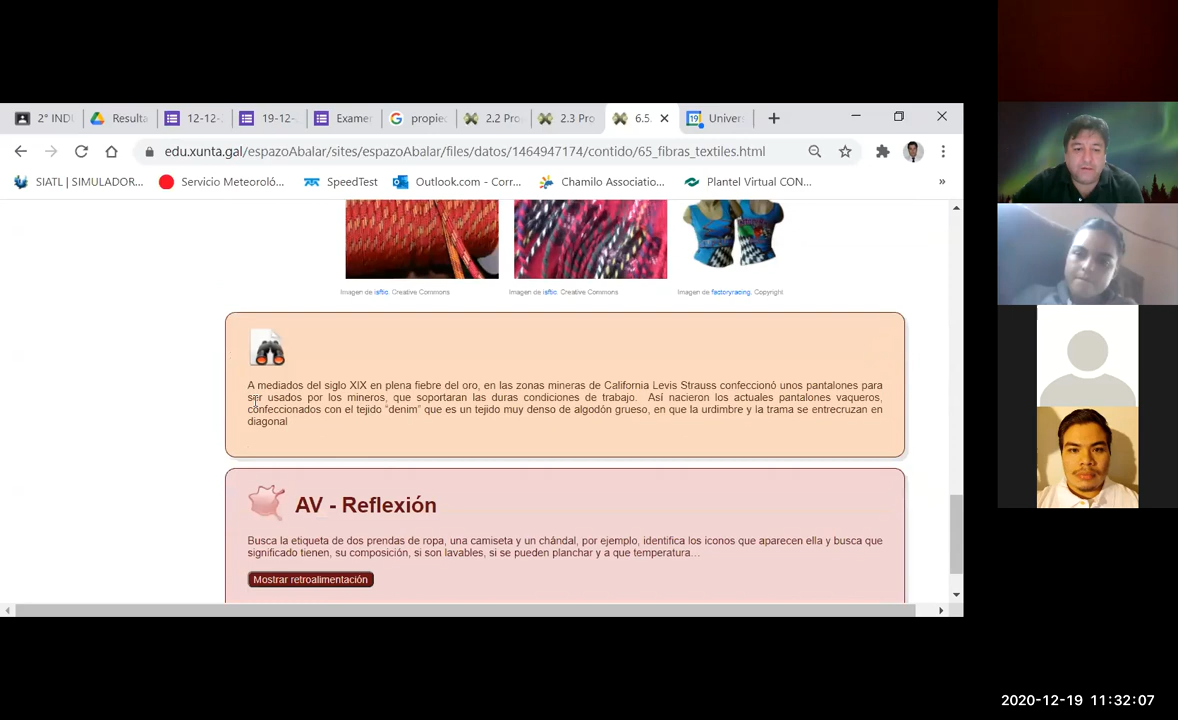 2° INDU
Resulta
12-12-
19-12-
Examen
propied
2.2 Pro
2.3 Pro
6.5.
19
Univers
edu.xunta.gal/espazoAbalar/sites/espazoAbalar/files/datos/1464947174/contido/65_fibras_textiles.html
SIATL | SIMULADOR...
Servicio Meteoroló...
SpeedTest
Outlook.com - Corr...
Chamilo Associatio...
Plantel Virtual CON...
»
Imagen de isftic. Creative Commons
Imagen de isftic. Creative Commons
Imagen de factoryracing. Copyright
A mediados del siglo XIX en plena fiebre del oro, en las zonas mineras de California Levis Strauss confeccionó unos pantalones para
ser usados por los mineros, que soportaran las duras condiciones de trabajo. Así nacieron los actuales pantalones vaqueros,
confeccionados con el tejido "denim" que es un tejido muy denso de algodón grueso, en que la urdimbre y la trama se entrecruzan en
diagonal
AV - Reflexión
Busca la etiqueta de dos prendas de ropa, una camiseta y un chándal, por ejemplo, identifica los iconos que aparecen ella y busca que
significado tienen, su composición, si son lavables, si se pueden planchar y a que temperatura...
Mostrar retroalimentación
2020-12-19 11:32:07